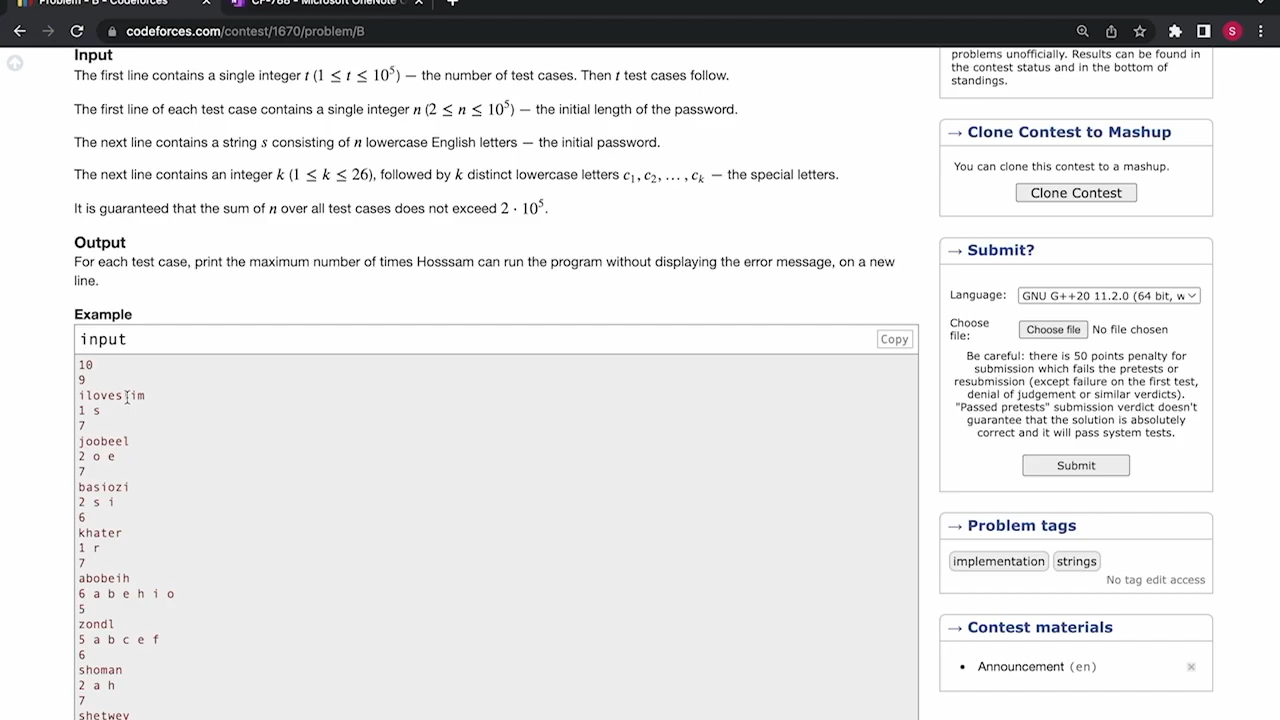 Problem - B - Codeforces
CF-788 - Microsoft OneNote
codeforces.com/contest/1670/problem/B
S
Input
The first line contains a single integer t (1 ≤ t ≤ 10⁵) — the number of test cases. Then t test cases follow.
The first line of each test case contains a single integer n (2 ≤ n ≤ 10⁵) — the initial length of the password.
The next line contains a string s consisting of n lowercase English letters — the initial password.
The next line contains an integer k (1 ≤ k ≤ 26), followed by k distinct lowercase letters c₁, c₂, …, cₖ — the special letters.
It is guaranteed that the sum of n over all test cases does not exceed 2 · 10⁵.
Output
For each test case, print the maximum number of times Hosssam can run the program without displaying the error message, on a new
line.
Example
input
Copy
10
9
1 s
7
joobeel
2 o e
7
basiozi
2 s i
6
khater
1 r
7
abobeih
6 a b e h i o
5
zondl
5 a b c e f
6
shoman
2 a h
7
shetwey
problems unofficially. Results can be found in
the contest status and in the bottom of
standings.
→ Clone Contest to Mashup
You can clone this contest to a mashup.
Clone Contest
→ Submit?
Language:
GNU G++20 11.2.0 (64 bit, w
Choose
file:
Choose file No file chosen
Be careful: there is 50 points penalty for
submission which fails the pretests or
resubmission (except failure on the first test,
denial of judgement or similar verdicts).
"Passed pretests" submission verdict doesn't
guarantee that the solution is absolutely
correct and it will pass system tests.
Submit
→ Problem tags
implementation strings
No tag edit access
→ Contest materials
Announcement (en)